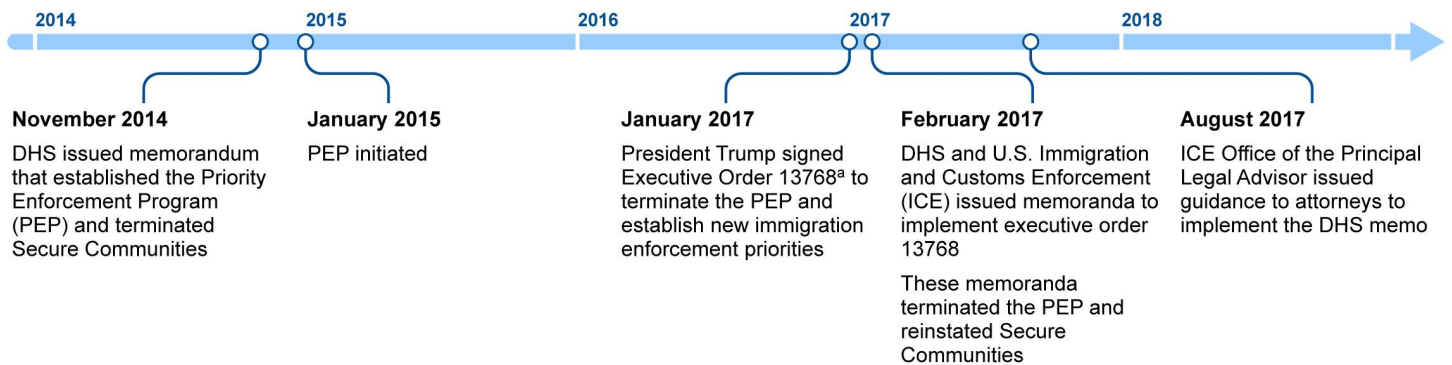 2014
2015
2016
2017
2018
November 2014
DHS issued memorandum
that established the Priority
Enforcement Program
(PEP) and terminated
Secure Communities
January 2015
PEP initiated
January 2017
President Trump signed
Executive Order 13768ᵃ to
terminate the PEP and
establish new immigration
enforcement priorities
February 2017
DHS and U.S. Immigration
and Customs Enforcement
(ICE) issued memoranda to
implement executive order
13768
These memoranda
terminated the PEP and
reinstated Secure
Communities
August 2017
ICE Office of the Principal
Legal Advisor issued
guidance to attorneys to
implement the DHS memo